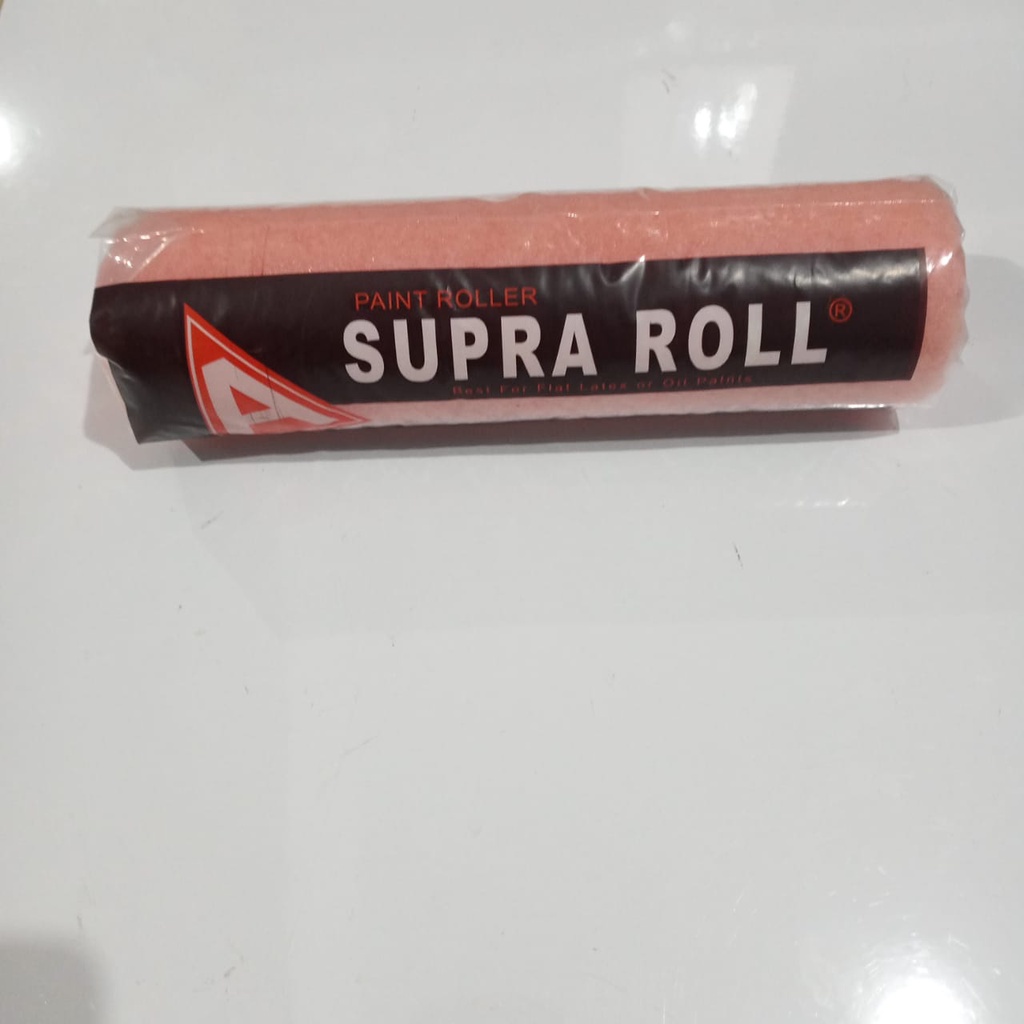 PAINT ROLLER
SUPRA ROLL®
Best For Flat Latex or Oil Paints
A